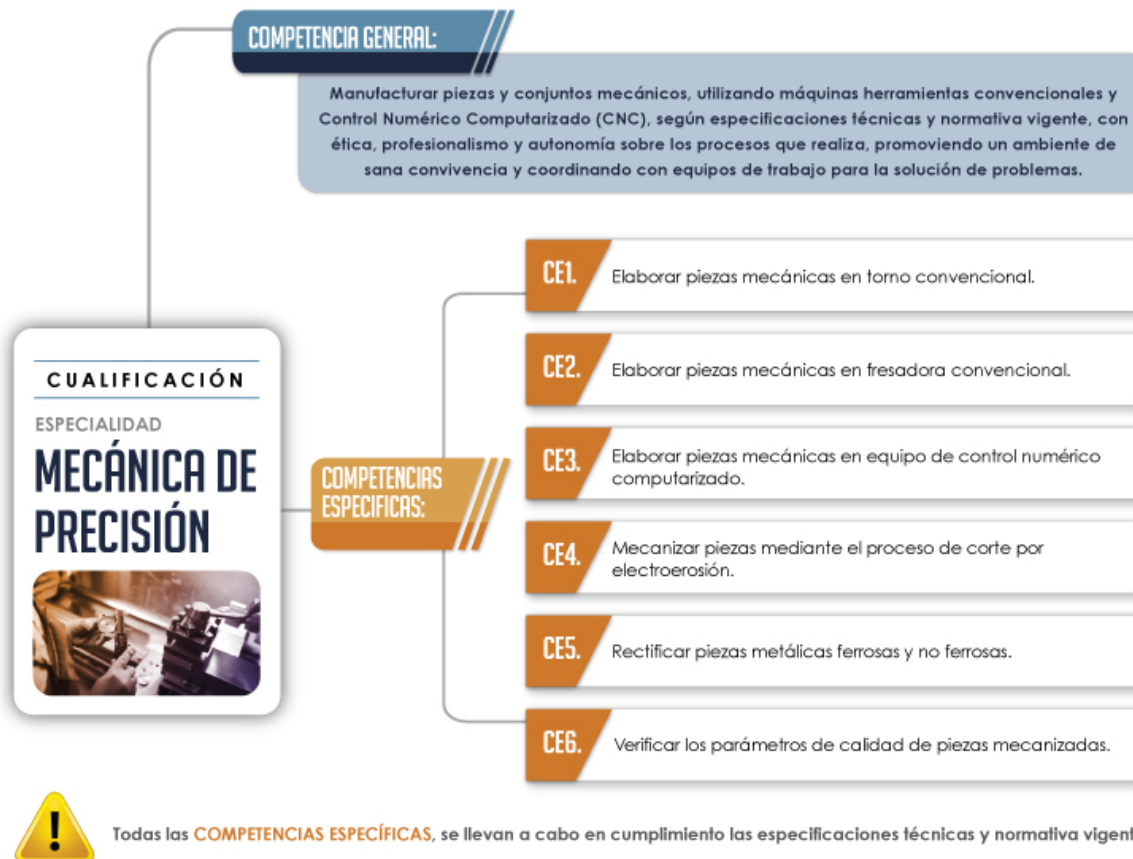 COMPETENCIA GENERAL:
Manufacturar piezas y conjuntos mecánicos, utilizando máquinas herramientas convencionales y
Control Numérico Computarizado (CNC), según especificaciones técnicas y normativa vigente, con
ética, profesionalismo y autonomía sobre los procesos que realiza, promoviendo un ambiente de
sana convivencia y coordinando con equipos de trabajo para la solución de problemas.
CUALIFICACIÓN
ESPECIALIDAD
MECÁNICA DE
PRECISIÓN
COMPETENCIAS
ESPECIFICAS:
CE1. Elaborar piezas mecánicas en torno convencional.
CE2. Elaborar piezas mecánicas en fresadora convencional.
CE3. Elaborar piezas mecánicas en equipo de control numérico
computarizado.
CE4. Mecanizar piezas mediante el proceso de corte por
electroerosión.
CE5. Rectificar piezas metálicas ferrosas y no ferrosas.
CE6. Verificar los parámetros de calidad de piezas mecanizadas.
Todas las COMPETENCIAS ESPECÍFICAS, se llevan a cabo en cumplimiento las especificaciones técnicas y normativa vigent